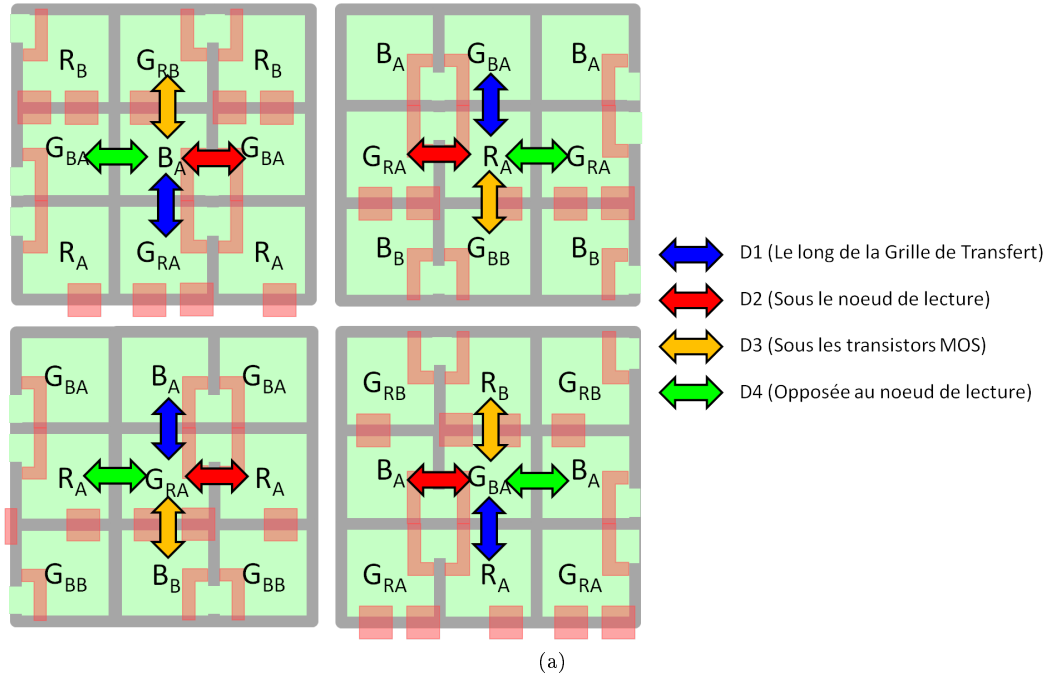 R_B G_RB R_B
G_BA B_A G_BA
R_A G_RA R_A
B_A G_BA B_A
G_RA R_A G_RA
B_B G_BB B_B
G_BA B_A G_BA
R_A G_RA R_A
G_BB B_B G_BB
G_RB R_B G_RB
B_A G_BA B_A
G_RA R_A G_RA
D1 (Le long de la Grille de Transfert)
D2 (Sous le noeud de lecture)
D3 (Sous les transistors MOS)
D4 (Opposée au noeud de lecture)
(a)